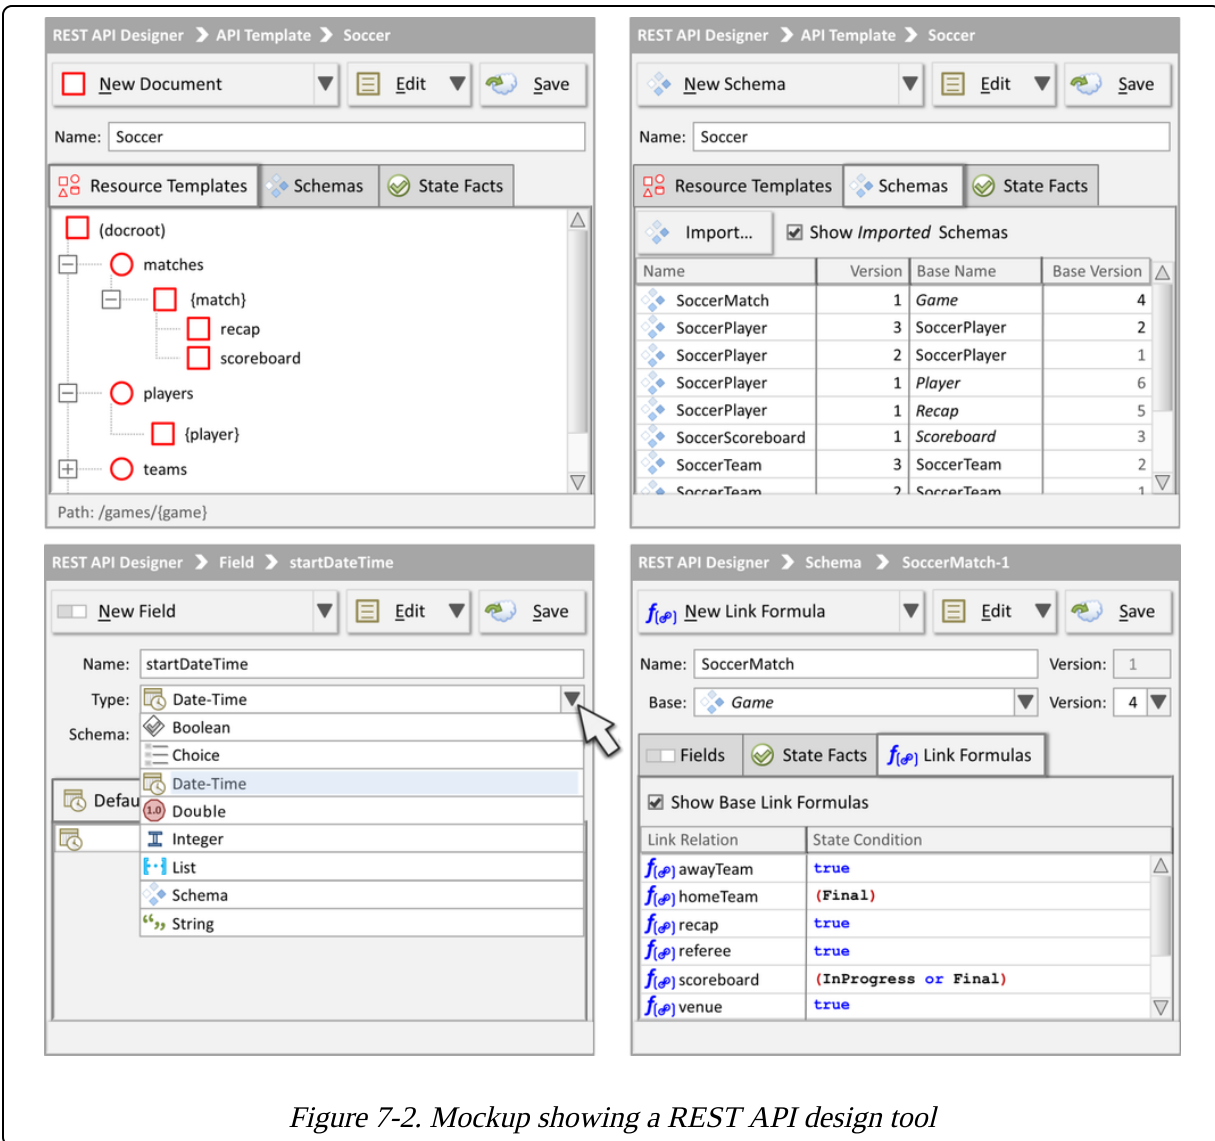 REST API Designer ❯ API Template ❯ Soccer
New Document Edit Save
Name: Soccer
Resource Templates Schemas State Facts
(docroot)
matches
{match}
recap
scoreboard
players
{player}
teams
Path: /games/{game}
REST API Designer ❯ API Template ❯ Soccer
New Schema Edit Save
Name: Soccer
Resource Templates Schemas State Facts
Import... Show Imported Schemas
Name Version Base Name Base Version
SoccerMatch 1 Game 4
SoccerPlayer 3 SoccerPlayer 2
SoccerPlayer 2 SoccerPlayer 1
SoccerPlayer 1 Player 6
SoccerPlayer 1 Recap 5
SoccerScoreboard 1 Scoreboard 3
SoccerTeam 3 SoccerTeam 2
SoccerTeam 2 SoccerTeam 1
REST API Designer ❯ Field ❯ startDateTime
New Field Edit Save
Name: startDateTime
Type: Date-Time
Schema:
Boolean
Choice
Date-Time
Defau
1.0 Double
Integer
List
Schema
String
REST API Designer ❯ Schema ❯ SoccerMatch-1
f(∞) New Link Formula Edit Save
Name: SoccerMatch Version: 1
Base: Game Version: 4
Fields State Facts Link Formulas
Show Base Link Formulas
Link Relation State Condition
awayTeam true
homeTeam (Final)
recap true
referee true
scoreboard (InProgress or Final)
venue true
Figure 7-2. Mockup showing a REST API design tool